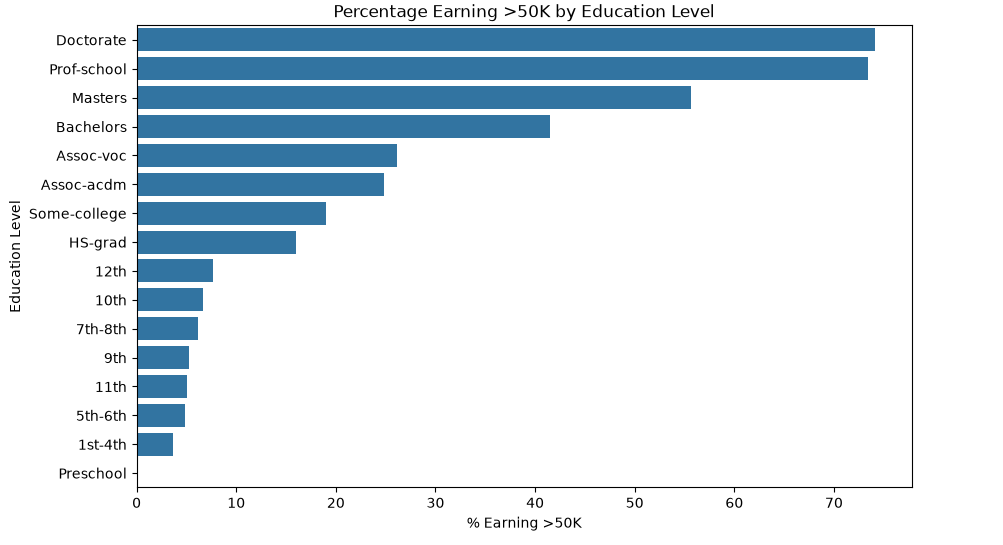 Percentage Earning >50K by Education Level
Education Level
Doctorate
Prof-school
Masters
Bachelors
Assoc-voc
Assoc-acdm
Some-college
HS-grad
12th
10th
7th-8th
9th
11th
5th-6th
1st-4th
Preschool
0 10 20 30 40 50 60 70
% Earning >50K